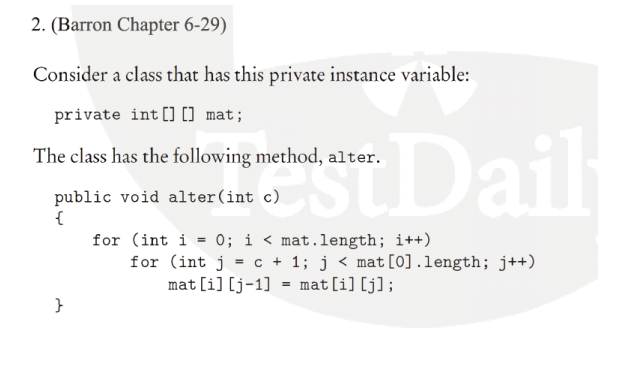 2. (Barron Chapter 6-29)
Consider a class that has this private instance variable:
private int[][] mat;
The class has the following method, alter.
public void alter(int c)
{
for (int i = 0; i < mat.length; i++)
for (int j = c + 1; j < mat[0].length; j++)
mat[i][j-1] = mat[i][j];
}
TestDaily